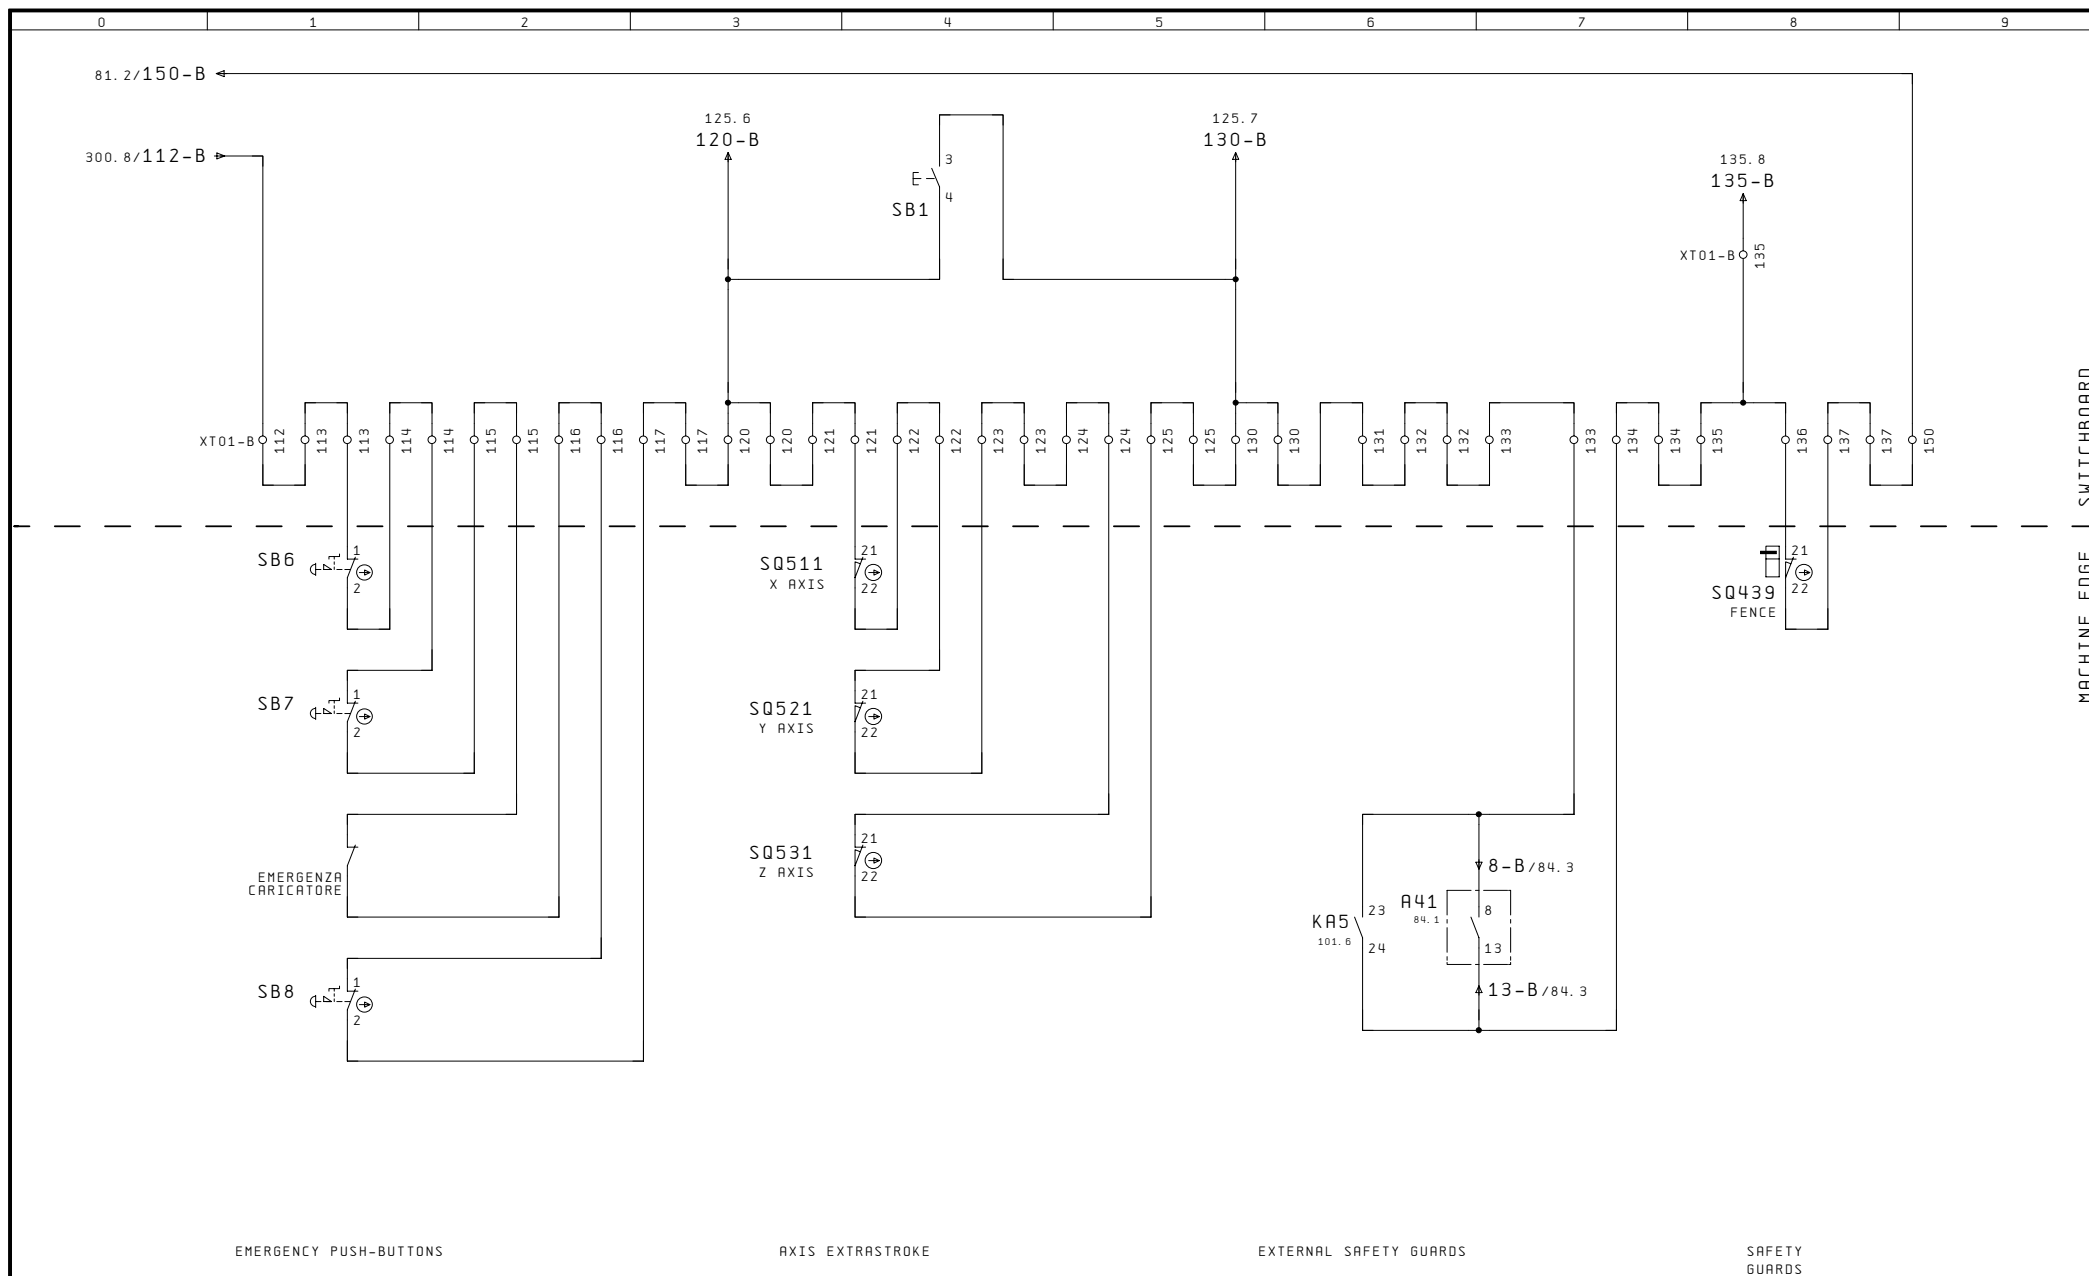 0 1 2 3 4 5 6 7 8 9
81.2/150-B
125.6
120-B
125.7
130-B
300.8/112-B
3
4
SB1
135.8
135-B
XT01-B
135
XT01-B
112
113
113
114
114
115
115
116
116
117
117
120
120
121
121
122
122
123
123
124
124
125
125
130
130
131
132
132
133
133
134
134
135
136
137
137
150
SWITCHBOARD
MACHINE EDGE
SB6
1
2
SQ511
X AXIS
21
22
SQ439
FENCE
21
22
SB7
1
2
SQ521
Y AXIS
21
22
EMERGENZA
CARICATORE
SQ531
Z AXIS
21
22
8-B/84.3
KA5
101.6
23
24
A41
84.1
8
13
13-B/84.3
SB8
1
2
EMERGENCY PUSH-BUTTONS
AXIS EXTRASTROKE
EXTERNAL SAFETY GUARDS
SAFETY
GUARDS